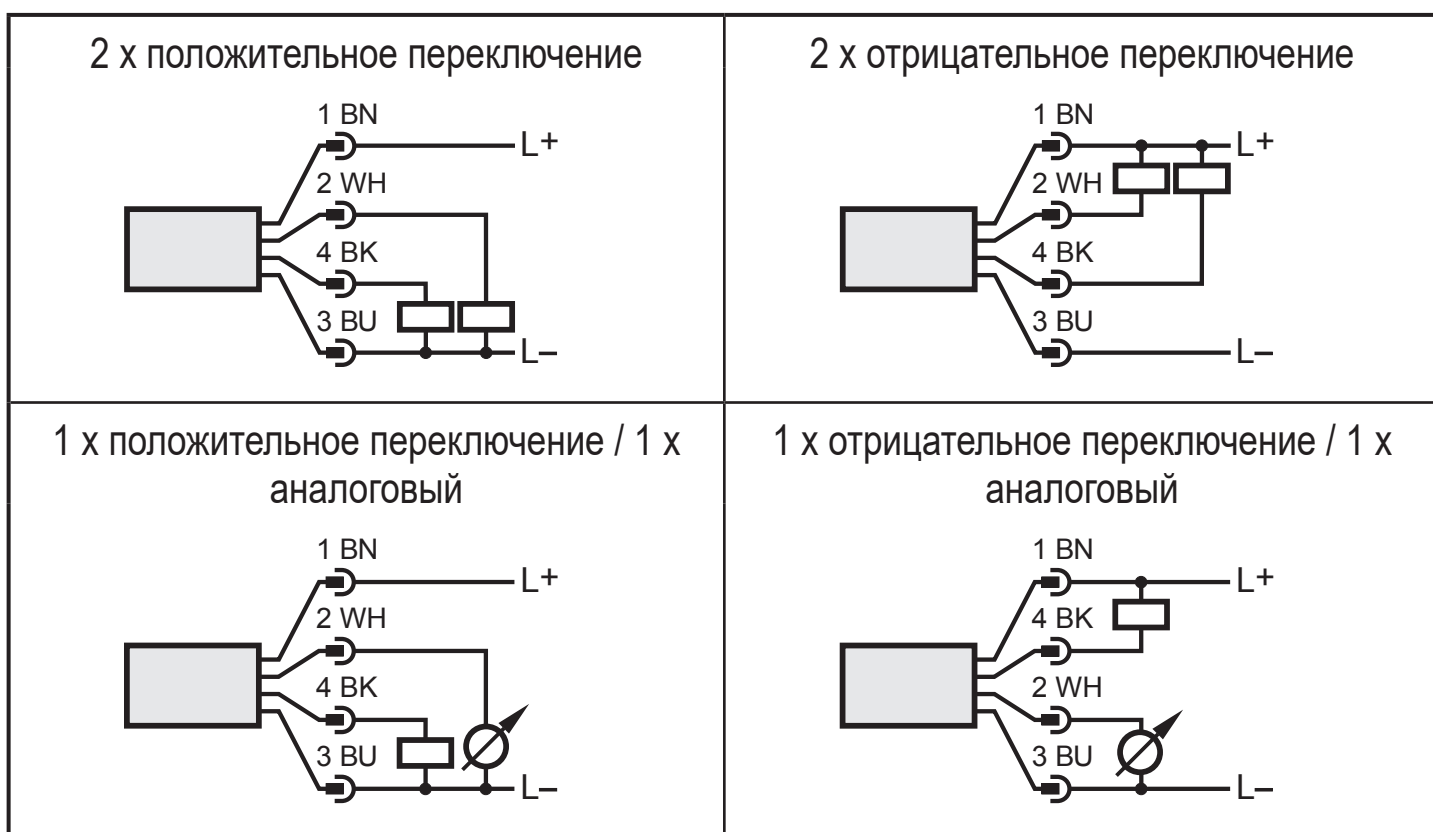 2 x положительное переключение
1 BN
L+
2 WH
4 BK
3 BU
L–
2 x отрицательное переключение
1 BN
L+
2 WH
4 BK
3 BU
L–
1 x положительное переключение / 1 x
аналоговый
1 BN
L+
2 WH
4 BK
3 BU
L–
1 x отрицательное переключение / 1 x
аналоговый
1 BN
L+
4 BK
2 WH
3 BU
L–